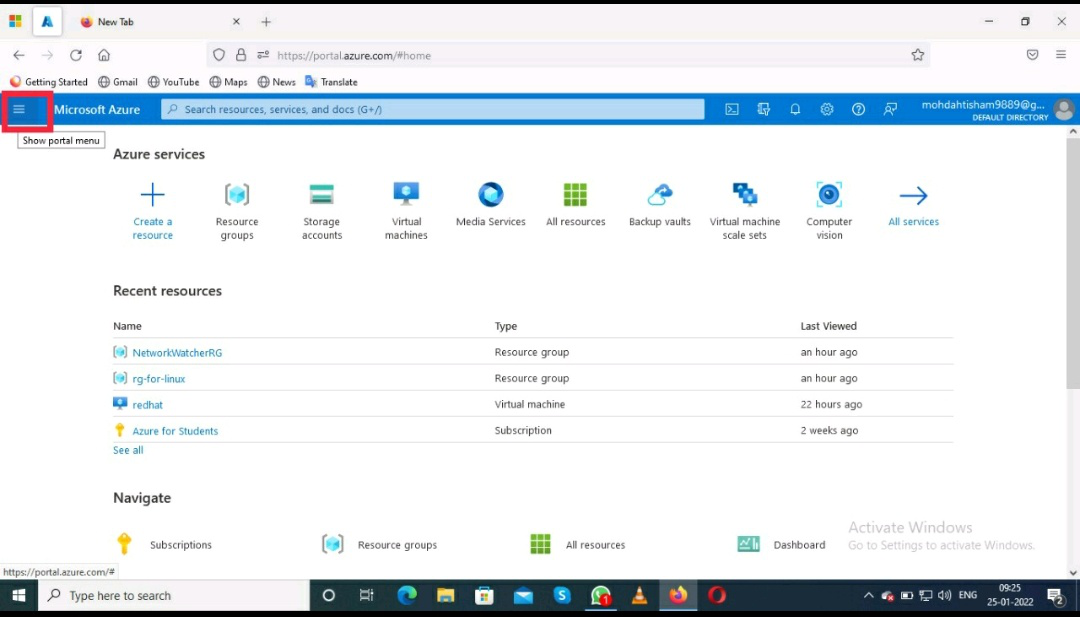 New Tab
https://portal.azure.com/#home
Getting Started Gmail YouTube Maps News Translate
Microsoft Azure
Search resources, services, and docs (G+/)
mohdahtisham9889@g...
DEFAULT DIRECTORY
Show portal menu
Azure services
Create a resource
Resource groups
Storage accounts
Virtual machines
Media Services
All resources
Backup vaults
Virtual machine scale sets
Computer vision
All services
Recent resources
Name Type Last Viewed
NetworkWatcherRG Resource group an hour ago
rg-for-linux Resource group an hour ago
redhat Virtual machine 22 hours ago
Azure for Students Subscription 2 weeks ago
See all
Navigate
Subscriptions Resource groups All resources Dashboard
Activate Windows
Go to Settings to activate Windows.
https://portal.azure.com/#
Type here to search
1
ENG
09:25
25-01-2022
2